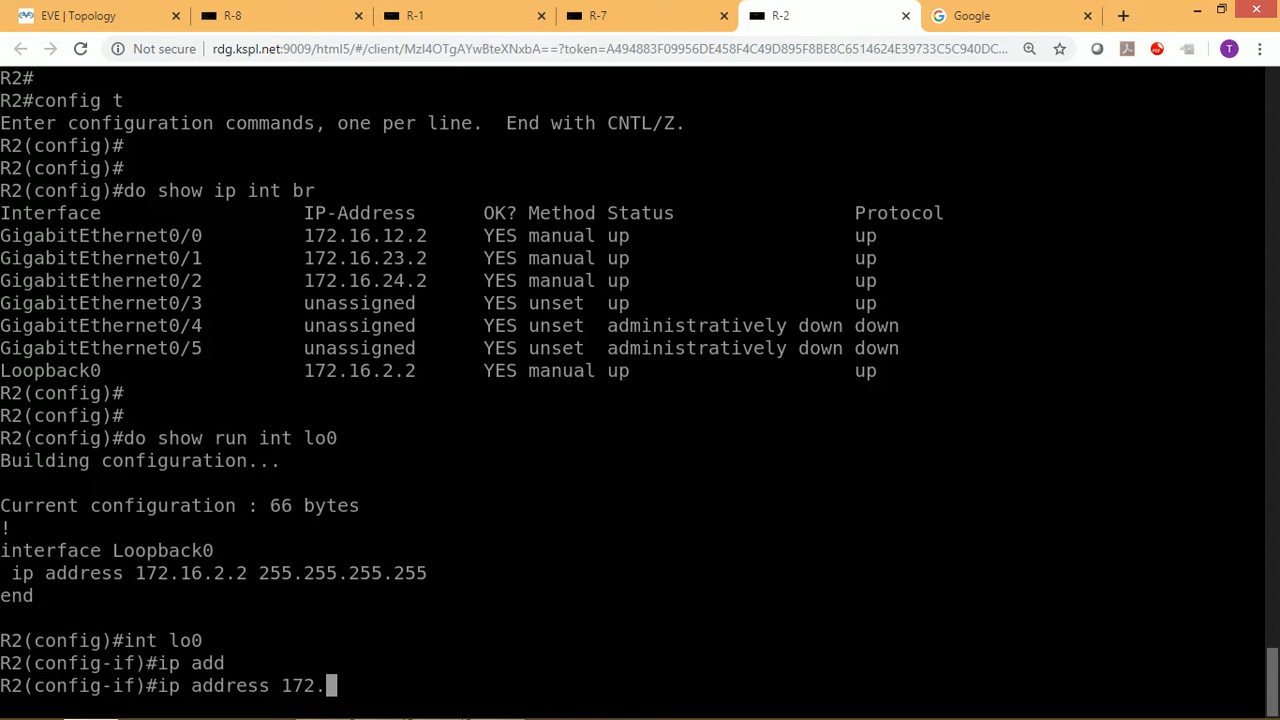 EVE | Topology
R-8
R-1
R-7
R-2
Google
Not secure rdg.kspl.net:9009/html5/#/client/MzI4OTgAYwBteXNxbA==?token=A494883F09956DE458F4C49D895F8BE8C6514624E39733C5C940DC... T
R2#
R2#config t
Enter configuration commands, one per line.  End with CNTL/Z.
R2(config)#
R2(config)#
R2(config)#do show ip int br
Interface                  IP-Address      OK? Method Status                Protocol
GigabitEthernet0/0         172.16.12.2     YES manual up                    up
GigabitEthernet0/1         172.16.23.2     YES manual up                    up
GigabitEthernet0/2         172.16.24.2     YES manual up                    up
GigabitEthernet0/3         unassigned      YES unset  up                    up
GigabitEthernet0/4         unassigned      YES unset  administratively down down
GigabitEthernet0/5         unassigned      YES unset  administratively down down
Loopback0                  172.16.2.2      YES manual up                    up
R2(config)#
R2(config)#
R2(config)#do show run int lo0
Building configuration...
Current configuration : 66 bytes
!
interface Loopback0
 ip address 172.16.2.2 255.255.255.255
end
R2(config)#int lo0
R2(config-if)#ip add
R2(config-if)#ip address 172.